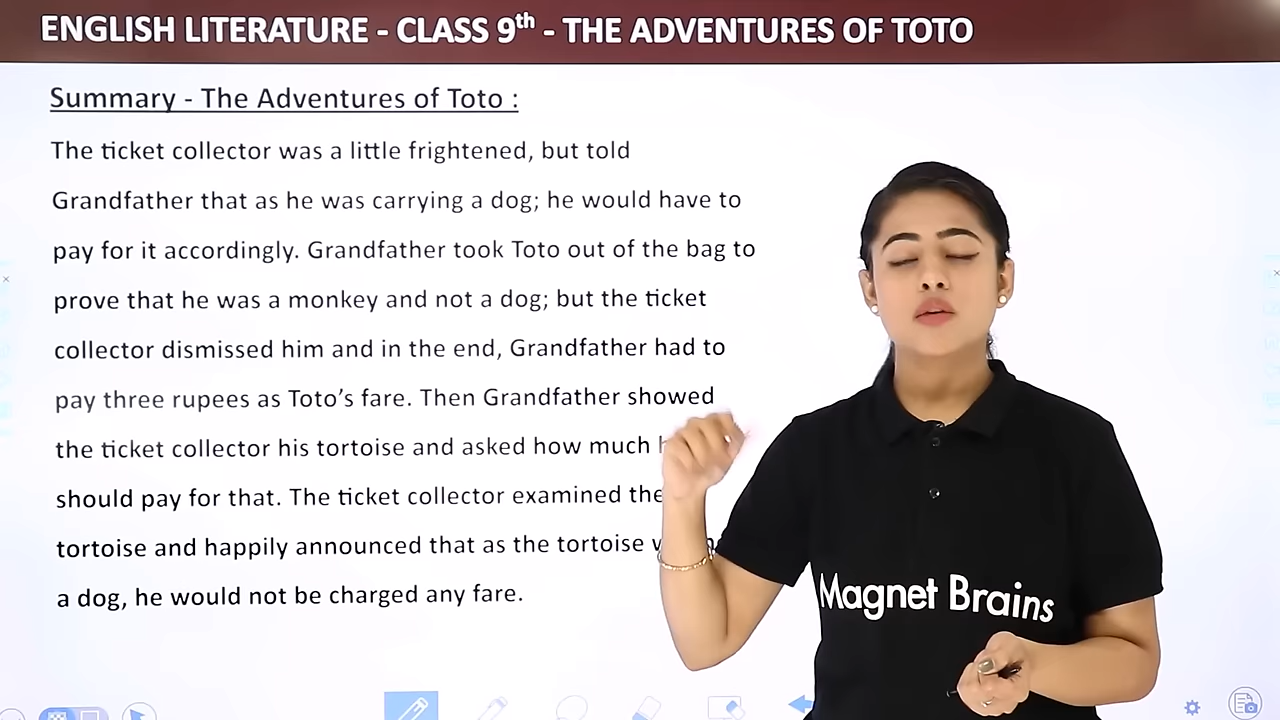 ENGLISH LITERATURE - CLASS 9th - THE ADVENTURES OF TOTO
Summary - The Adventures of Toto :
The ticket collector was a little frightened, but told
Grandfather that as he was carrying a dog; he would have to
pay for it accordingly. Grandfather took Toto out of the bag to
prove that he was a monkey and not a dog; but the ticket
collector dismissed him and in the end, Grandfather had to
pay three rupees as Toto’s fare. Then Grandfather showed
the ticket collector his tortoise and asked how much
should pay for that. The ticket collector examined the
tortoise and happily announced that as the tortoise
a dog, he would not be charged any fare.
Magnet Brains